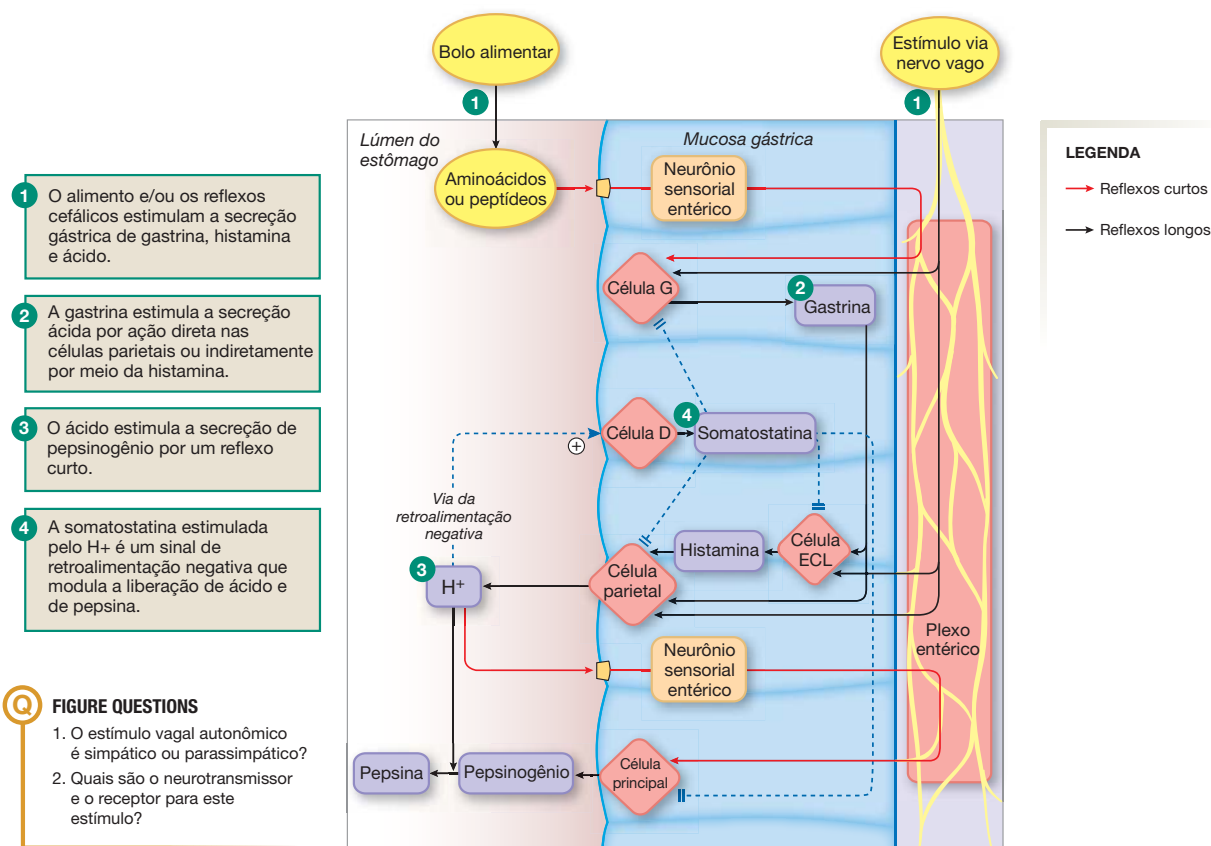 Bolo alimentar
Estímulo via
nervo vago
1
1
Lúmen do
estômago
Mucosa gástrica
Aminoácidos
ou peptídeos
Neurônio
sensorial
entérico
Célula G
2
Gastrina
Célula D
4
Somatostatina
+
Via da
retroalimentação
negativa
3
H+
Célula
parietal
Histamina
Célula
ECL
Neurônio
sensorial
entérico
Plexo
entérico
Pepsina
Pepsinogênio
Célula
principal
LEGENDA
Reflexos curtos
Reflexos longos
1
O alimento e/ou os reflexos
cefálicos estimulam a secreção
gástrica de gastrina, histamina
e ácido.
2
A gastrina estimula a secreção
ácida por ação direta nas
células parietais ou indiretamente
por meio da histamina.
3
O ácido estimula a secreção de
pepsinogênio por um reflexo
curto.
4
A somatostatina estimulada
pelo H+ é um sinal de
retroalimentação negativa que
modula a liberação de ácido e
de pepsina.
Q
FIGURE QUESTIONS
1. O estímulo vagal autonômico
é simpático ou parassimpático?
2. Quais são o neurotransmissor
e o receptor para este
estímulo?